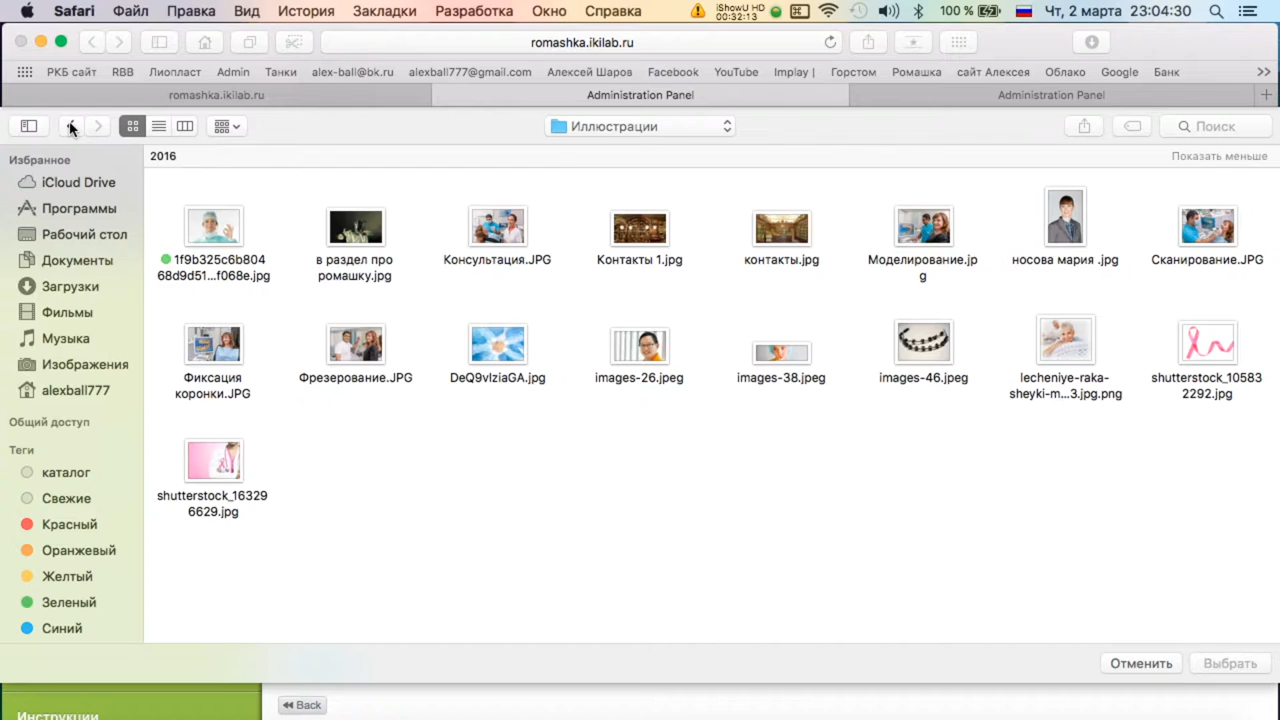 Safari Файл Правка Вид История Закладки Разработка Окно Справка iShowU HD 00:32:13 100 % Чт, 2 марта 23:04:30
romashka.ikilab.ru
РКБ сайт RBB Лиопласт Admin Танки alex-ball@bk.ru alexball777@gmail.com Алексей Шаров Facebook YouTube Implay | Горстом Ромашка сайт Алексея Облако Google Банк >>
romashka.ikilab.ru Administration Panel Administration Panel +
Иллюстрации Поиск
Избранное
iCloud Drive
Программы
Рабочий стол
Документы
Загрузки
Фильмы
Музыка
Изображения
alexball777
Общий доступ
Теги
каталог
Свежие
Красный
Оранжевый
Желтый
Зеленый
Синий
2016 Показать меньше
1f9b325c6b804
68d9d51...f068e.jpg
в раздел про
ромашку.jpg
Консультация.JPG
Контакты 1.jpg
контакты.jpg
Моделирование.jp
g
носова мария .jpg
Сканирование.JPG
Фиксация
коронки.JPG
Фрезерование.JPG
DeQ9vIziaGA.jpg
images-26.jpeg
images-38.jpeg
images-46.jpeg
lecheniye-raka-
sheyki-m...3.jpg.png
shutterstock_10583
2292.jpg
shutterstock_16329
6629.jpg
Отменить Выбрать
Инструкции
Back